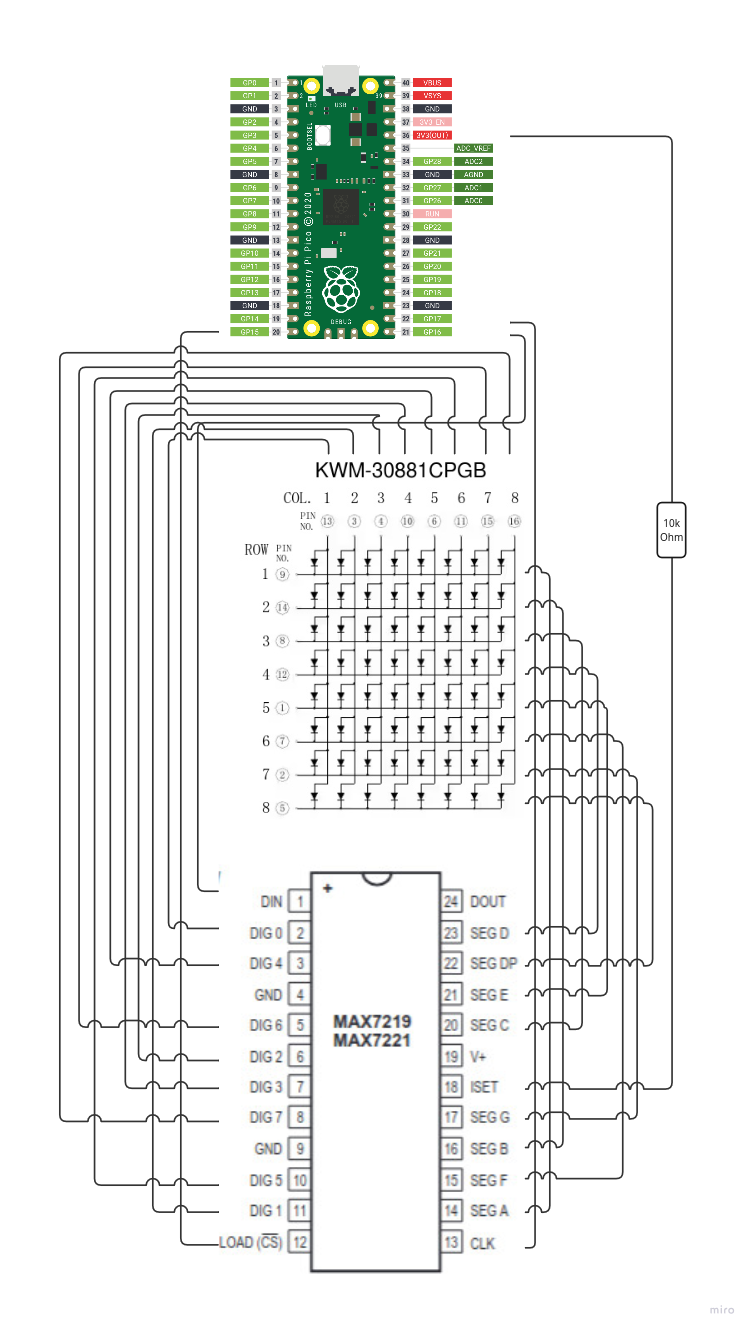 GP0 1 40 VBUS
GP1 2 39 VSYS
GND 3 38 GND
GP2 4 37 3V3_EN
GP3 5 36 3V3(OUT)
GP4 6 35 ADC_VREF
GP5 7 34 GP28 ADC2
GND 8 33 GND AGND
GP6 9 32 GP27 ADC1
GP7 10 31 GP26 ADC0
GP8 11 30 RUN
GP9 12 29 GP22
GND 13 28 GND
GP10 14 27 GP21
GP11 15 26 GP20
GP12 16 25 GP19
GP13 17 24 GP18
GND 18 23 GND
GP14 19 22 GP17
GP15 20 21 GP16
LED USB
1
2 39
BOOTSEL
Raspberry Pi Pico © 2020
DEBUG
KWM-30881CPGB
COL. 1 2 3 4 5 6 7 8
PIN NO. 13 3 4 10 6 11 15 16
ROW PIN NO.
1 9
2 14
3 8
4 12
5 1
6 7
7 2
8 5
10k
Ohm
+
MAX7219
MAX7221
DIN 1 24 DOUT
DIG 0 2 23 SEG D
DIG 4 3 22 SEG DP
GND 4 21 SEG E
DIG 6 5 20 SEG C
DIG 2 6 19 V+
DIG 3 7 18 ISET
DIG 7 8 17 SEG G
GND 9 16 SEG B
DIG 5 10 15 SEG F
DIG 1 11 14 SEG A
LOAD (CS) 12 13 CLK
miro